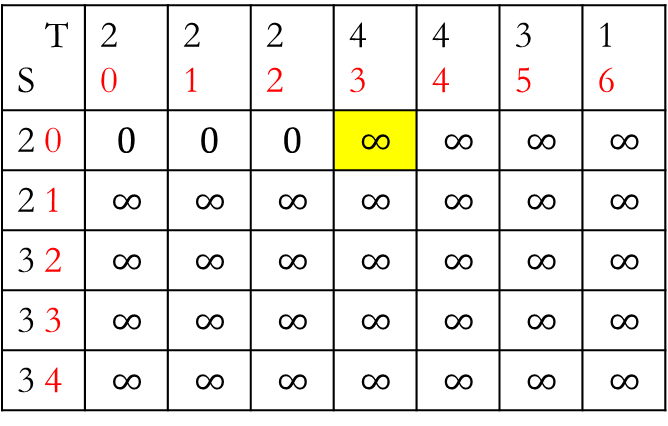 T 2 2 2 4 4 3 1
S 0 1 2 3 4 5 6
2 0 0 0 0 ∞ ∞ ∞ ∞
2 1 ∞ ∞ ∞ ∞ ∞ ∞ ∞
3 2 ∞ ∞ ∞ ∞ ∞ ∞ ∞
3 3 ∞ ∞ ∞ ∞ ∞ ∞ ∞
3 4 ∞ ∞ ∞ ∞ ∞ ∞ ∞